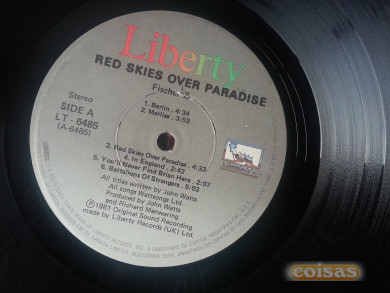 Liberty
RED SKIES OVER PARADISE
Fischer-Z
Stereo
SIDE A
LT - 6485
(A-6485)
1. Berlin . 4:34
2. Marliese . 3:53
3. Red Skies Over Paradise . 4:33
4. In England . 2:42
5. You'll Never Find Brian Here . 2:07
6. Battalions Of Strangers . 5:03
All titles written by John Watts
All songs Wattsongs Ltd.
Produced by John Watts
and Richard Manwaring
℗1981 Original Sound Recording
made by Liberty Records (UK) Ltd.
coisas